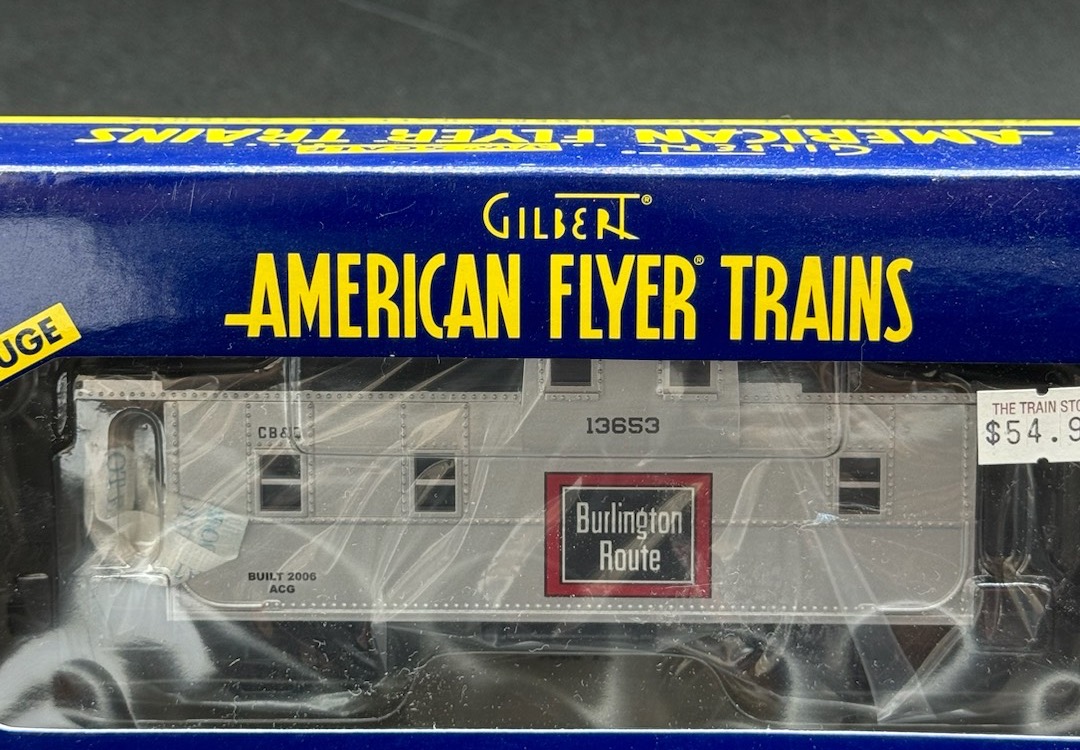 AMERICAN FLYER TRAINS
GILBERT
GILBERT®
AMERICAN FLYER® TRAINS
UGE
THE TRAIN STO
$54.9
13653
CB&Q
Burlington
Route
BUILT 2006
ACG